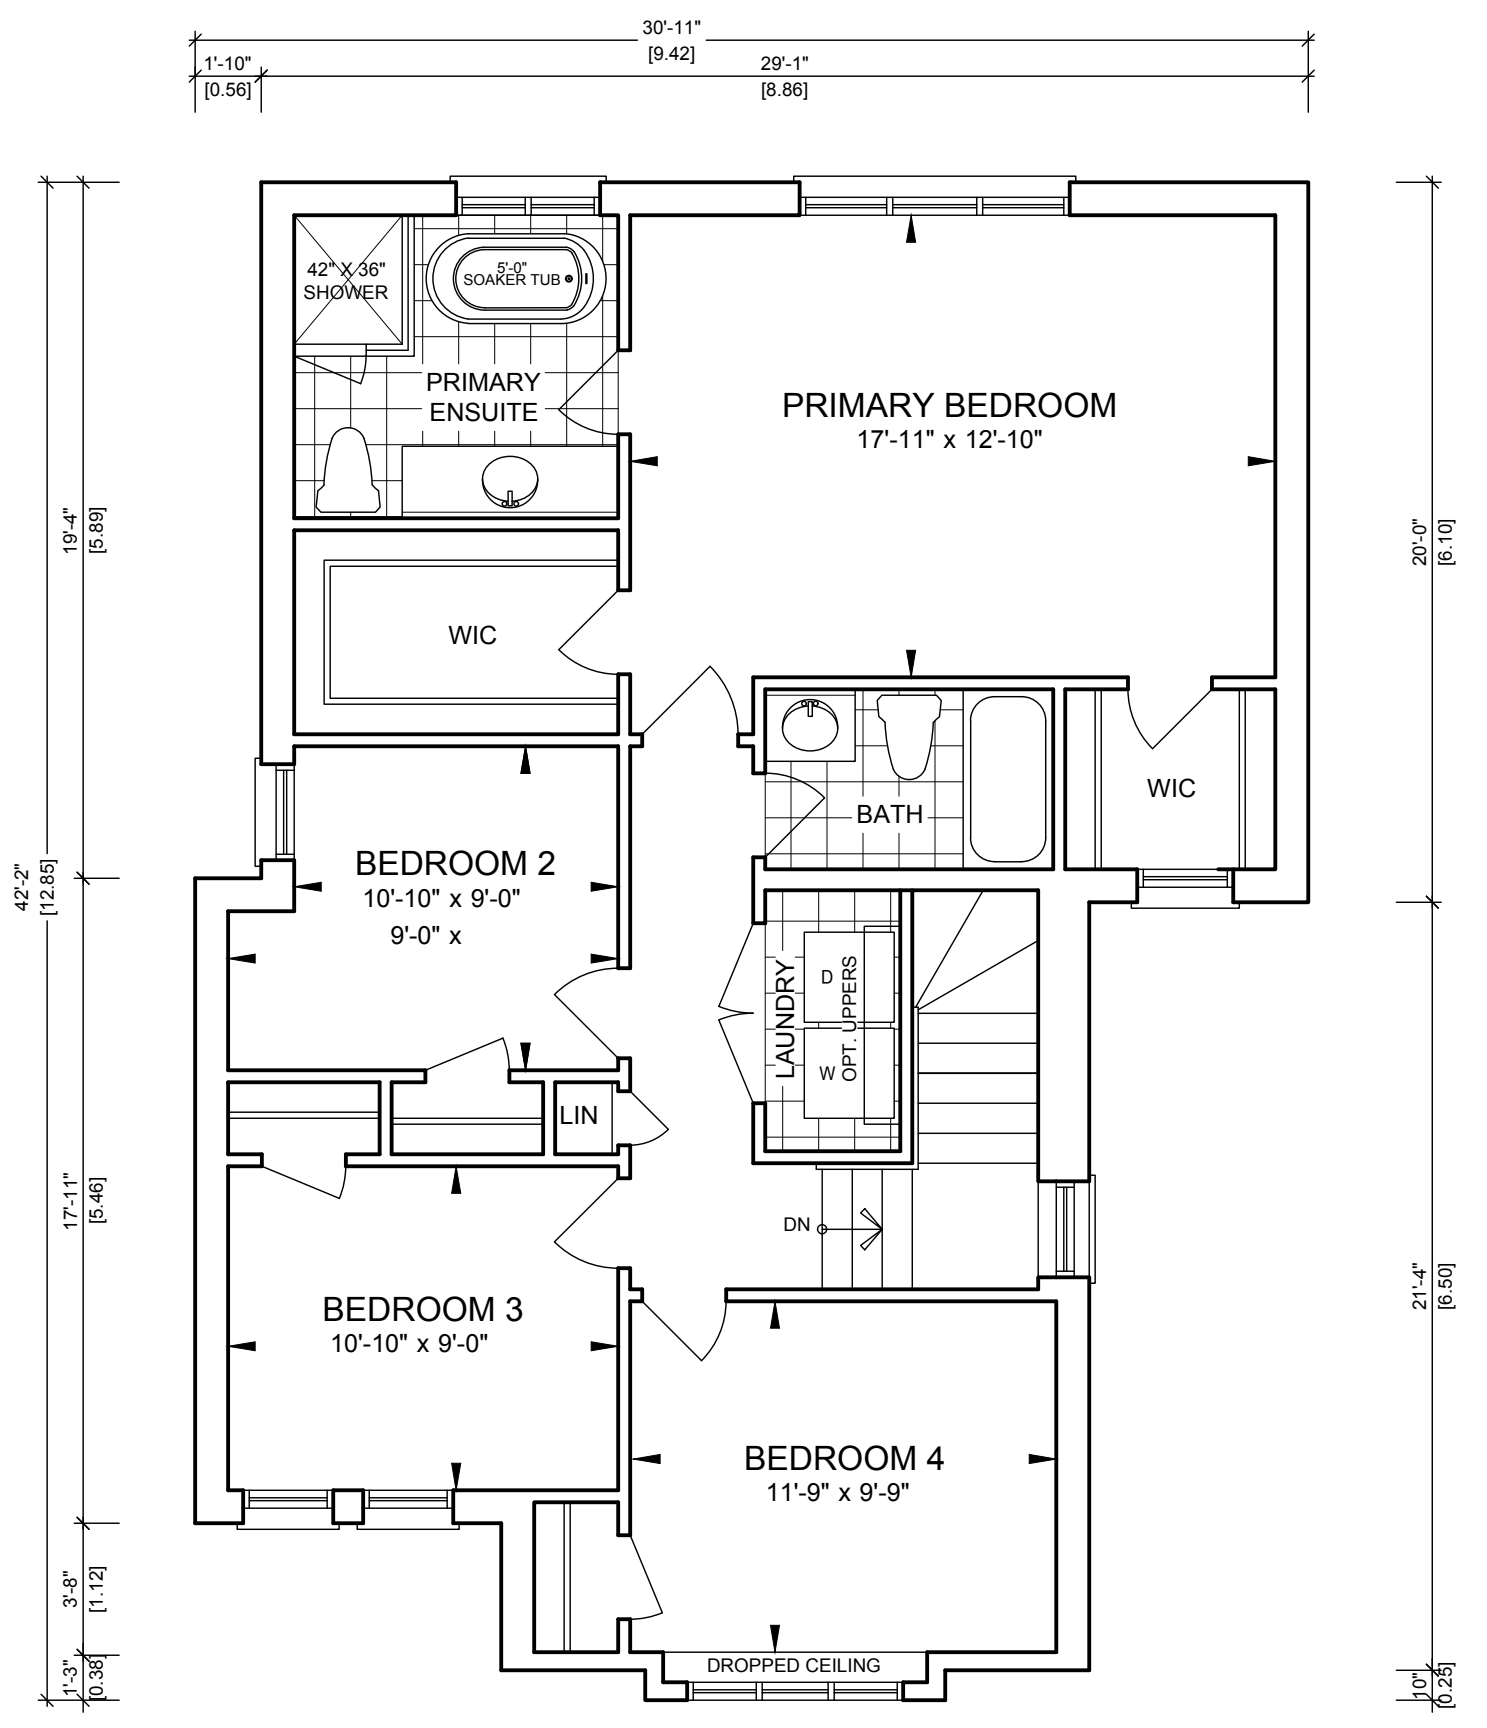 30'-11"
[9.42]
1'-10"
[0.56]
29'-1"
[8.86]
42" X 36"
SHOWER
5'-0"
SOAKER TUB
PRIMARY
ENSUITE
PRIMARY BEDROOM
17'-11" x 12'-10"
19'-4"
[5.89]
20'-0"
[6.10]
WIC
WIC
BATH
42'-2"
[12.85]
BEDROOM 2
10'-10" x 9'-0"
9'-0" x
LAUNDRY
D
W
OPT. UPPERS
LIN
17'-11"
[5.46]
DN
21'-4"
[6.50]
BEDROOM 3
10'-10" x 9'-0"
BEDROOM 4
11'-9" x 9'-9"
3'-8"
[1.12]
DROPPED CEILING
1'-3"
[0.38]
10"
[0.25]